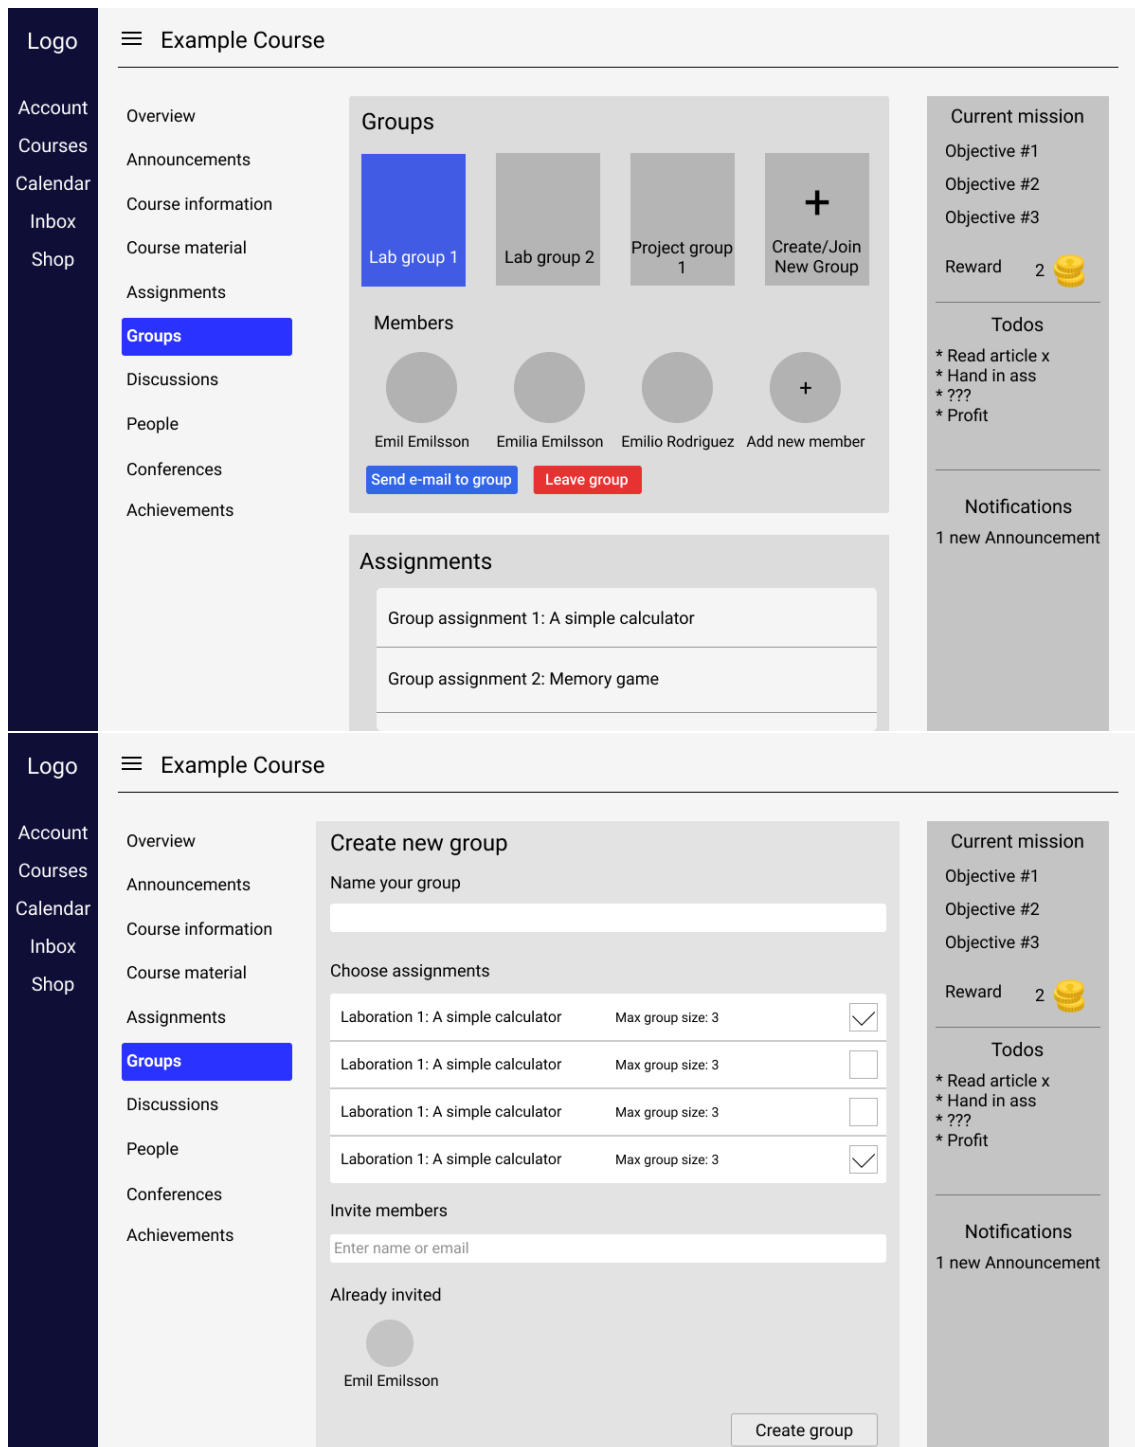 Logo
Account
Courses
Calendar
Inbox
Shop
Example Course
Overview
Announcements
Course information
Course material
Assignments
Groups
Discussions
People
Conferences
Achievements
Groups
Lab group 1
Lab group 2
Project group
1
+
Create/Join
New Group
Members
+
Emil Emilsson
Emilia Emilsson
Emilio Rodriguez
Add new member
Send e-mail to group
Leave group
Assignments
Group assignment 1: A simple calculator
Group assignment 2: Memory game
Current mission
Objective #1
Objective #2
Objective #3
Reward 2
Todos
* Read article x
* Hand in ass
* ???
* Profit
Notifications
1 new Announcement
Logo
Account
Courses
Calendar
Inbox
Shop
Example Course
Overview
Announcements
Course information
Course material
Assignments
Groups
Discussions
People
Conferences
Achievements
Create new group
Name your group
Choose assignments
Laboration 1: A simple calculator Max group size: 3
Laboration 1: A simple calculator Max group size: 3
Laboration 1: A simple calculator Max group size: 3
Laboration 1: A simple calculator Max group size: 3
Invite members
Enter name or email
Already invited
Emil Emilsson
Create group
Current mission
Objective #1
Objective #2
Objective #3
Reward 2
Todos
* Read article x
* Hand in ass
* ???
* Profit
Notifications
1 new Announcement